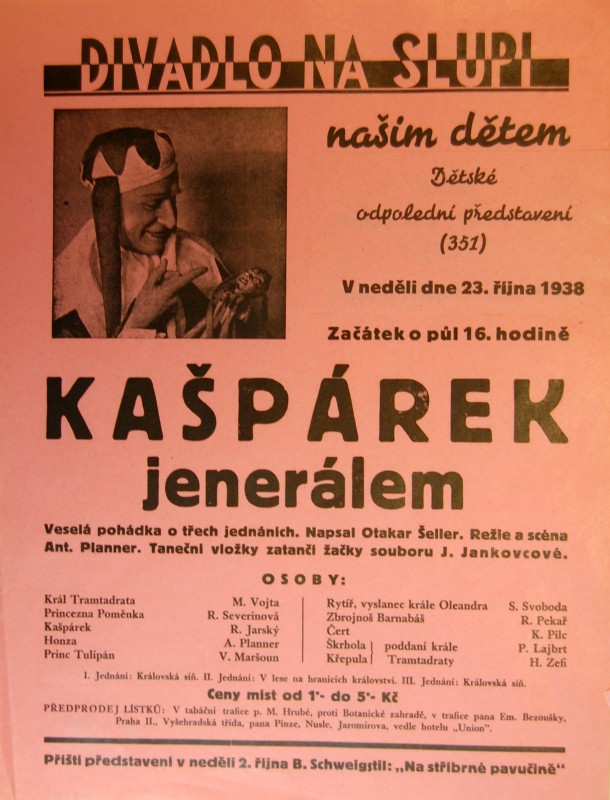 DIVADLO NA SLUPI
našim dětem
Dětské
odpolední představení
(351)
V neděli dne 23. října 1938
Začátek o půl 16. hodině
KAŠPÁREK
jenerálem
Veselá pohádka o třech jednáních. Napsal Otakar Šeller. Režie a scéna
Ant. Planner. Taneční vložky zatančí žačky souboru J. Jankovcové.
OSOBY:
Král Tramtadrata M. Vojta
Princezna Poměnka R. Severinová
Kašpárek R. Jarský
Honza A. Planner
Princ Tulipán V. Maršoun
Rytíř, vyslanec krále Oleandra S. Svoboda
Zbrojnoš Barnabáš R. Pekař
Čert K. Pilc
Škrhola } poddaní krále P. Lajbrt
Křepula } Tramtadraty H. Zefi
I. Jednání: Královská síň. II. Jednání: V lese na hranicích království. III. Jednání: Královská síň.
Ceny míst od 1·- do 5·- Kč
PŘEDPRODEJ LÍSTKŮ: V tabáční trafice p. M. Hrubé, proti Botanické zahradě, v trafice pana Em. Bezoušky,
Praha II., Vyšehradská třída, pana Pinze, Nusle, Jaromírova, vedle hotelu „Union".
Příští představení v neděli 2. října B. Schweigstil: „Na stříbrné pavučině"